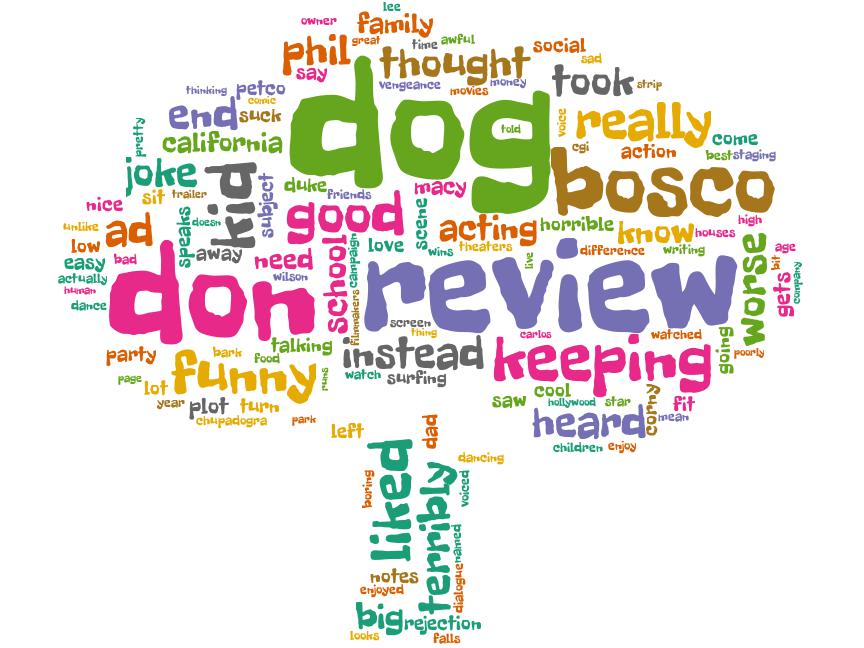 lee
owner
family
phil
great
time
awful
social
say
thought
sad
took
strip
thinking
petco
vengeance
movies
money
comic
dog
told
end
suck
voice
really
california
pretty
cgi
action
come
best
staging
joke
kid
subject
duke
friends
macy
bosco
sit
trailer
nice
good
scene
acting
horrible
know
houses
high
unlike
ad
speaks
doesn
low
away
love
wins
theaters
difference
writing
worse
age
easy
bad
need
school
campaign
live
bit
actually
wilson
don
review
gets
company
human
dance
filmmakers
screen
thing
carlos
watched
talking
instead
keeping
going
poorly
party
bark
food
funny
runs
watch
surfing
page
lot
saw
cool
corny
fit
year
plot
turn
hollywood
star
mean
chupadogra
park
heard
left
dad
children
enjoy
liked
dancing
boring
terribly
voiced
named
notes
enjoyed
dialogue
big
rejection
looks
falls